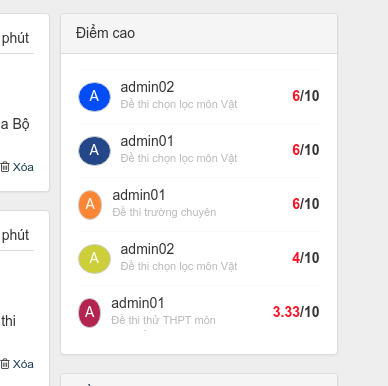 phút
a Bộ
Xóa
phút
thi
Xóa
Điểm cao
A admin02 6/10
Đề thi chọn lọc môn Vật
A admin01 6/10
Đề thi chọn lọc môn Vật
A admin01 6/10
Đề thi trường chuyên
A admin02 4/10
Đề thi chọn lọc môn Vật
A admin01 3.33/10
Đề thi thử THPT môn